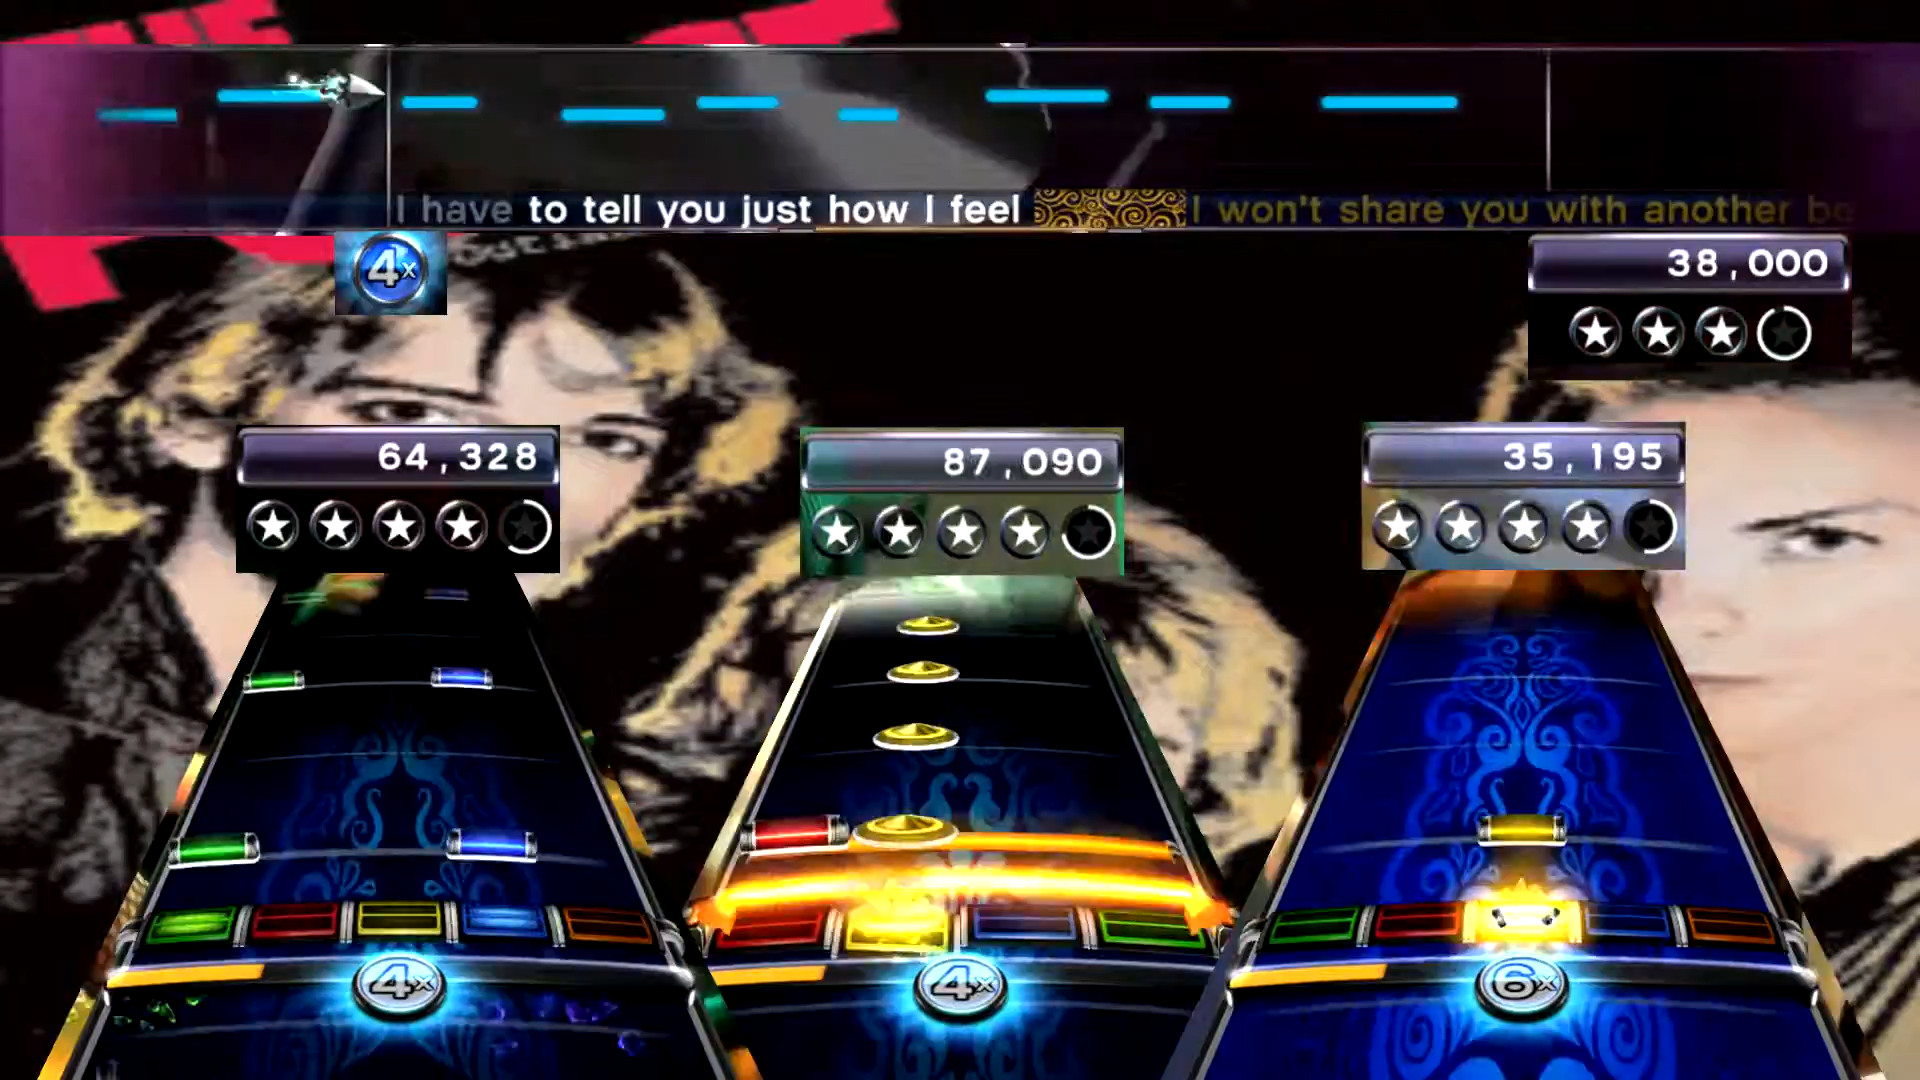 I have to tell you just how I feel I won't share you with another
4x
38,000
64,328
87,090
35,195
4x
4x
6x